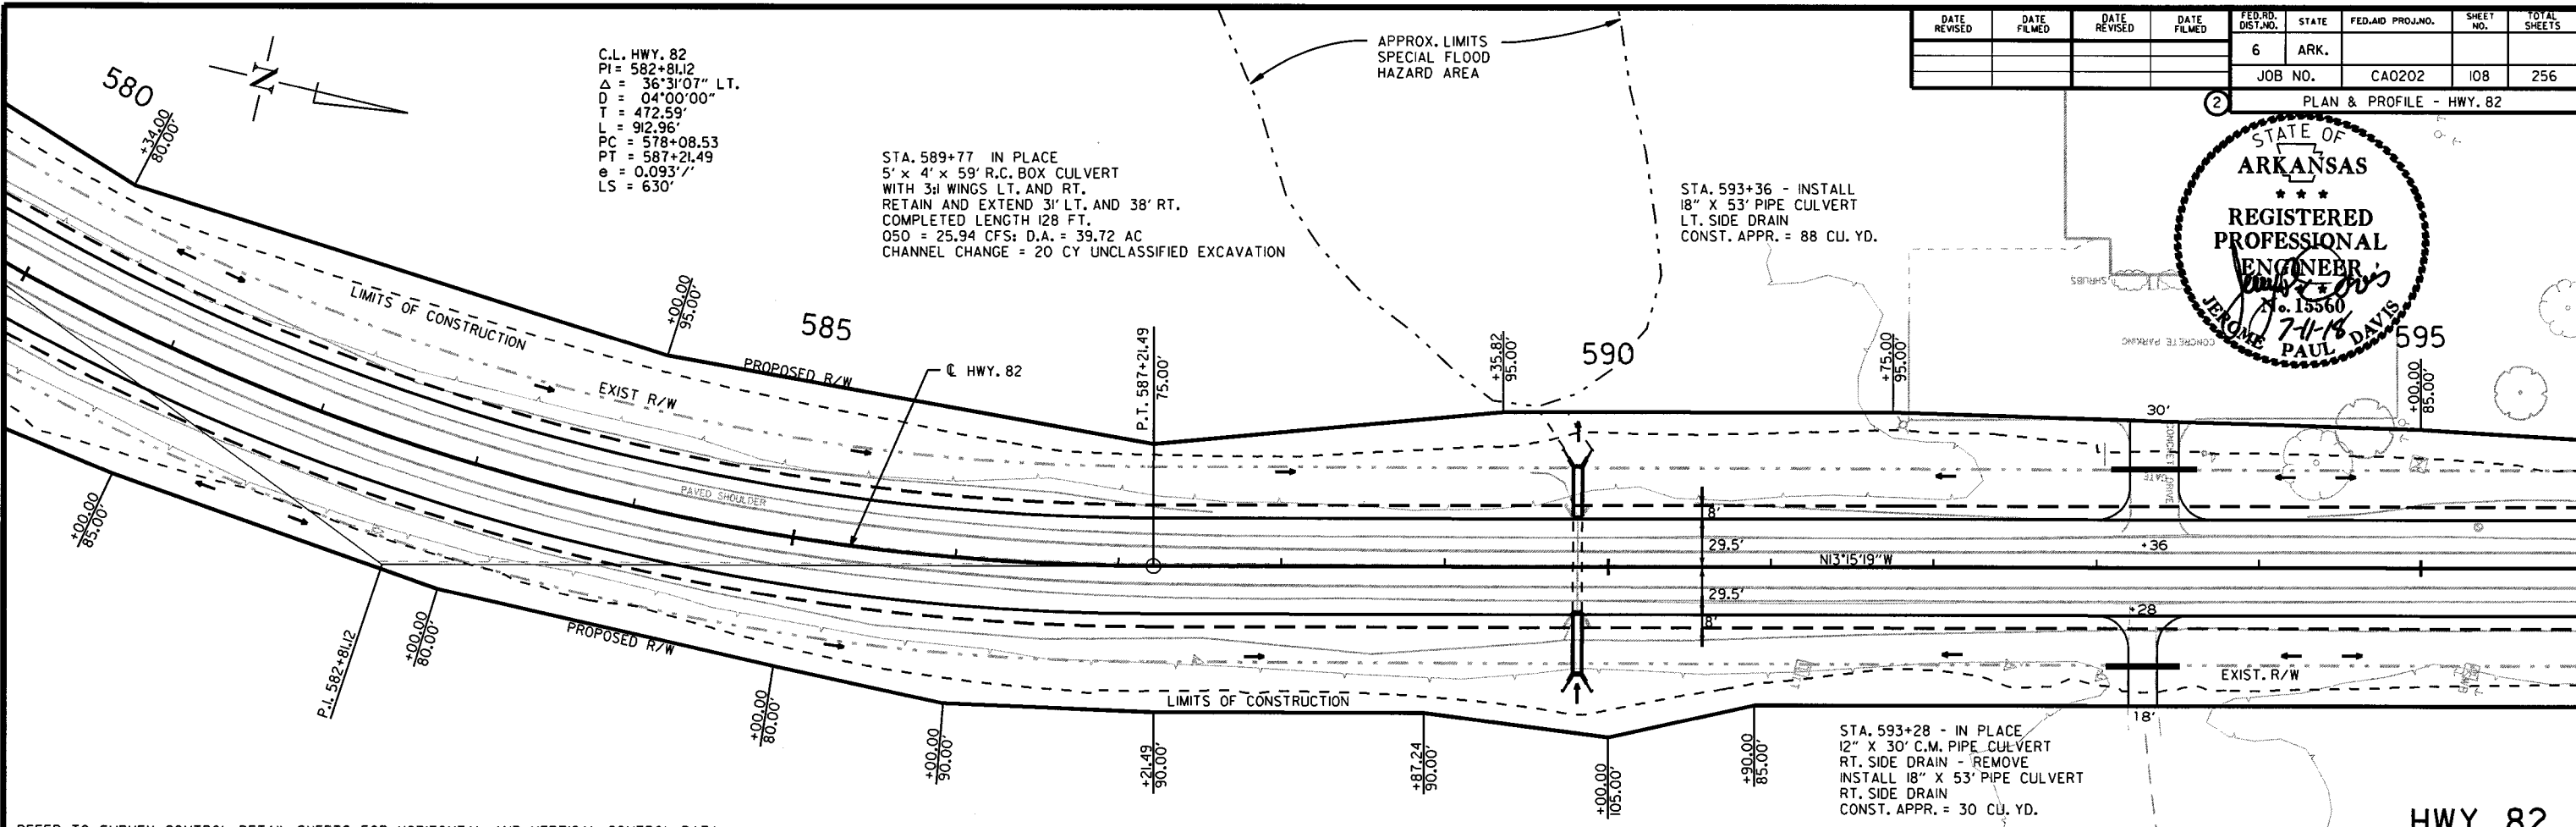 DATE REVISED
DATE FILMED
DATE REVISED
DATE FILMED
FED.RD. DIST.NO.
STATE
FED.AID PROJ.NO.
SHEET NO.
TOTAL SHEETS
6
ARK.
JOB NO.
CA0202
108
256
2
PLAN & PROFILE - HWY. 82
STATE OF
ARKANSAS
* * *
REGISTERED
PROFESSIONAL
ENGINEER
* * *
No. 15560
7-11-18
JEROME PAUL DAVIS
N
C.L. HWY. 82
PI = 582+81.12
Δ = 36°31'07" LT.
D = 04°00'00"
T = 472.59'
L = 912.96'
PC = 578+08.53
PT = 587+21.49
e = 0.093'/'
LS = 630'
APPROX. LIMITS
SPECIAL FLOOD
HAZARD AREA
STA. 589+77 IN PLACE
5' x 4' x 59' R.C. BOX CULVERT
WITH 3:1 WINGS LT. AND RT.
RETAIN AND EXTEND 31' LT. AND 38' RT.
COMPLETED LENGTH 128 FT.
Q50 = 25.94 CFS; D.A. = 39.72 AC
CHANNEL CHANGE = 20 CY UNCLASSIFIED EXCAVATION
STA. 593+36 - INSTALL
18" X 53' PIPE CULVERT
LT. SIDE DRAIN
CONST. APPR. = 88 CU. YD.
580
585
590
595
+34.00
80.00'
+00.00
95.00'
P.T. 587+21.49
75.00'
+35.82
95.00'
+75.00
95.00'
+00.00
85.00'
SHRUBS
CONCRETE PARKING
LIMITS OF CONSTRUCTION
EXIST R/W
PROPOSED R/W
℄ HWY. 82
PAVED SHOULDER
30'
CONCRETE DRIVE
GATE
8'
29.5'
N13°15'19"W
+36
29.5'
8'
+28
18'
EXIST. R/W
PROPOSED R/W
LIMITS OF CONSTRUCTION
+00.00
85.00'
P.I. 582+81.12
+00.00
80.00'
+00.00
80.00'
+00.00
90.00'
+21.49
90.00'
+87.24
90.00'
+00.00
105.00'
+90.00
85.00'
STA. 593+28 - IN PLACE
12" X 30' C.M. PIPE CULVERT
RT. SIDE DRAIN - REMOVE
INSTALL 18" X 53' PIPE CULVERT
RT. SIDE DRAIN
CONST. APPR. = 30 CU. YD.
HWY. 82